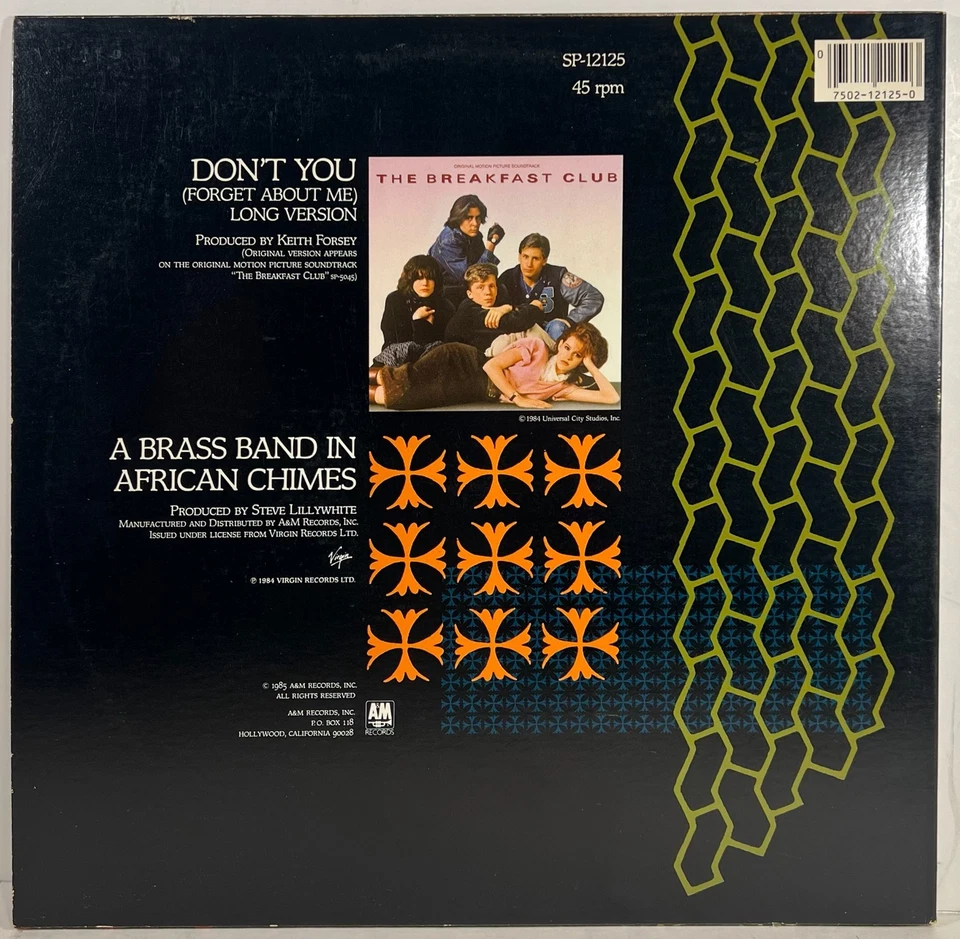 SP-12125
45 rpm
0
7502-12125-0
DON'T YOU
(FORGET ABOUT ME)
LONG VERSION
PRODUCED BY KEITH FORSEY
(ORIGINAL VERSION APPEARS
ON THE ORIGINAL MOTION PICTURE SOUNDTRACK
"THE BREAKFAST CLUB" SP-5045)
ORIGINAL MOTION PICTURE SOUNDTRACK
THE BREAKFAST CLUB
S
©1984 Universal City Studios, Inc.
A BRASS BAND IN
AFRICAN CHIMES
PRODUCED BY STEVE LILLYWHITE
MANUFACTURED AND DISTRIBUTED BY A&M RECORDS, INC.
ISSUED UNDER LICENSE FROM VIRGIN RECORDS LTD.
Virgin
℗ 1984 VIRGIN RECORDS LTD.
© 1985 A&M RECORDS, INC.
ALL RIGHTS RESERVED
A&M RECORDS, INC.
P.O. BOX 118
HOLLYWOOD, CALIFORNIA 90028
A&M
RECORDS